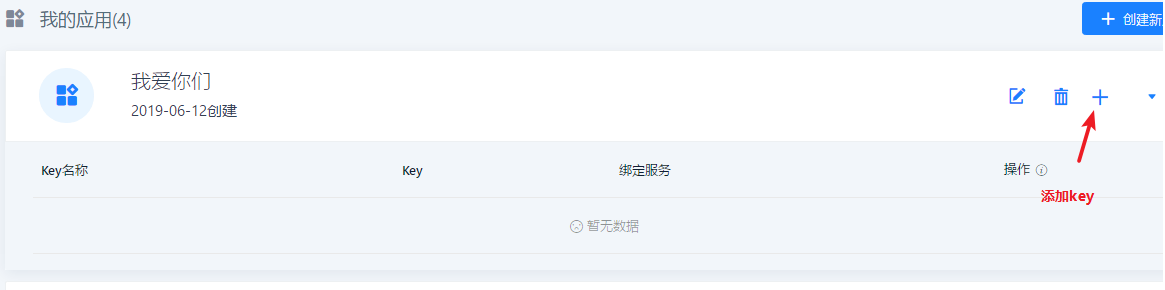 我的应用(4)
创建新
我爱你们
2019-06-12创建
Key名称 Key 绑定服务 操作
添加key
暂无数据